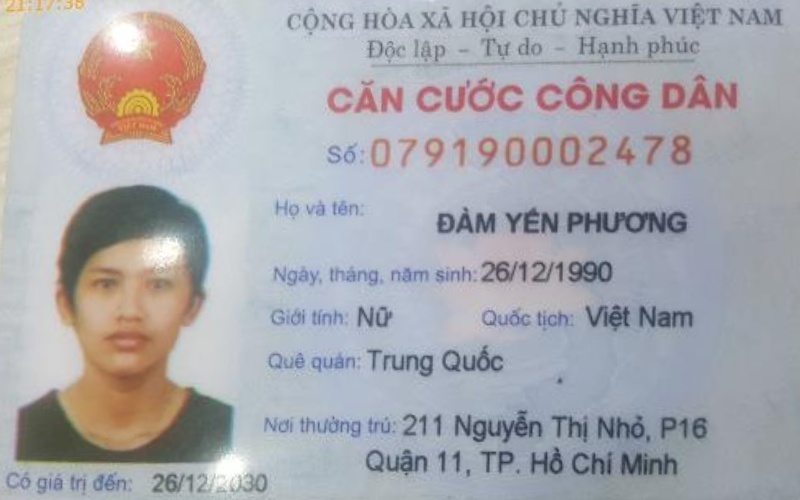 21:17:38
CỘNG HÒA XÃ HỘI CHỦ NGHĨA VIỆT NAM
Độc lập - Tự do - Hạnh phúc
CĂN CƯỚC CÔNG DÂN
Số: 079190002478
Họ và tên: ĐÀM YẾN PHƯƠNG
Ngày, tháng, năm sinh: 26/12/1990
Giới tính: Nữ Quốc tịch: Việt Nam
Quê quán: Trung Quốc
Nơi thường trú: 211 Nguyễn Thị Nhỏ, P16
Quận 11, TP. Hồ Chí Minh
Có giá trị đến: 26/12/2030